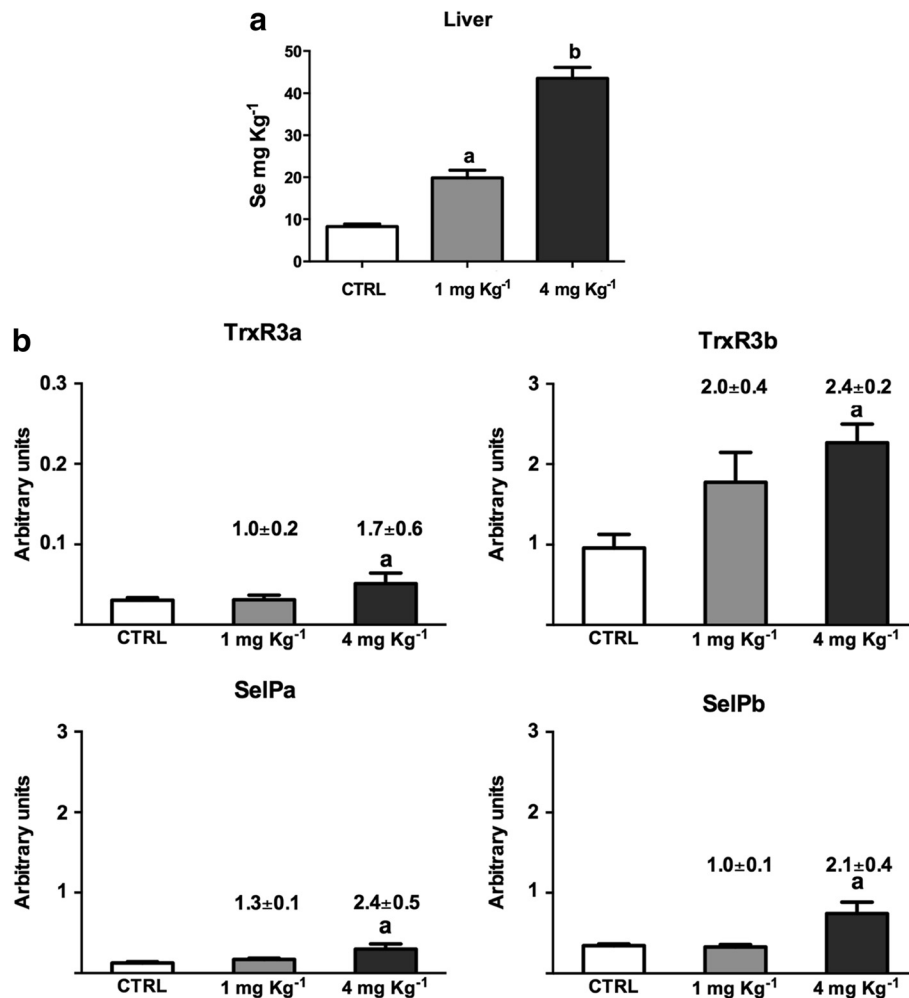 a
Liver
Se mg Kg⁻¹
50
40
30
20
10
0
a
b
CTRL
1 mg Kg⁻¹
4 mg Kg⁻¹
b
TrxR3a
Arbitrary units
0.3
0.2
0.1
1.0±0.2
1.7±0.6
a
CTRL
1 mg Kg⁻¹
4 mg Kg⁻¹
TrxR3b
Arbitrary units
3
2
1
2.0±0.4
2.4±0.2
a
CTRL
1 mg Kg⁻¹
4 mg Kg⁻¹
SelPa
Arbitrary units
3
2
1
1.3±0.1
2.4±0.5
a
CTRL
1 mg Kg⁻¹
4 mg Kg⁻¹
SelPb
Arbitrary units
3
2
1
1.0±0.1
2.1±0.4
a
CTRL
1 mg Kg⁻¹
4 mg Kg⁻¹